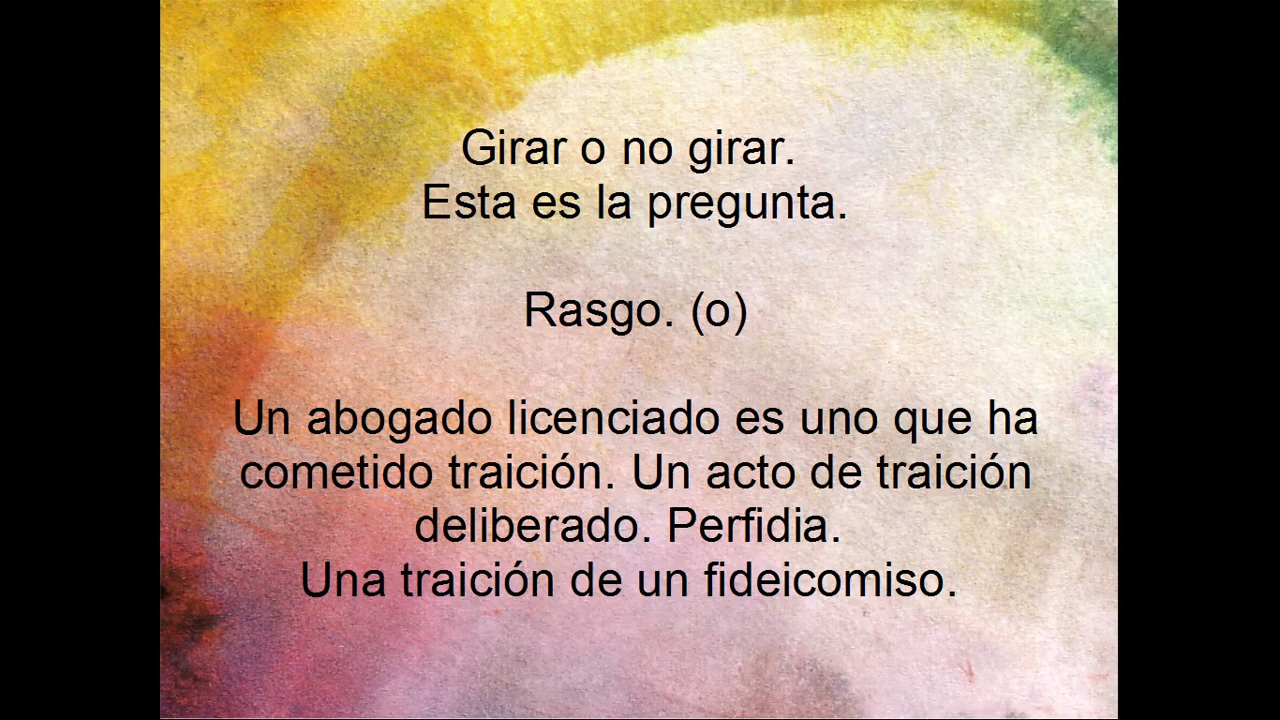 Girar o no girar.
Esta es la pregunta.
Rasgo. (o)
Un abogado licenciado es uno que ha
cometido traición. Un acto de traición
deliberado. Perfidia.
Una traición de un fideicomiso.